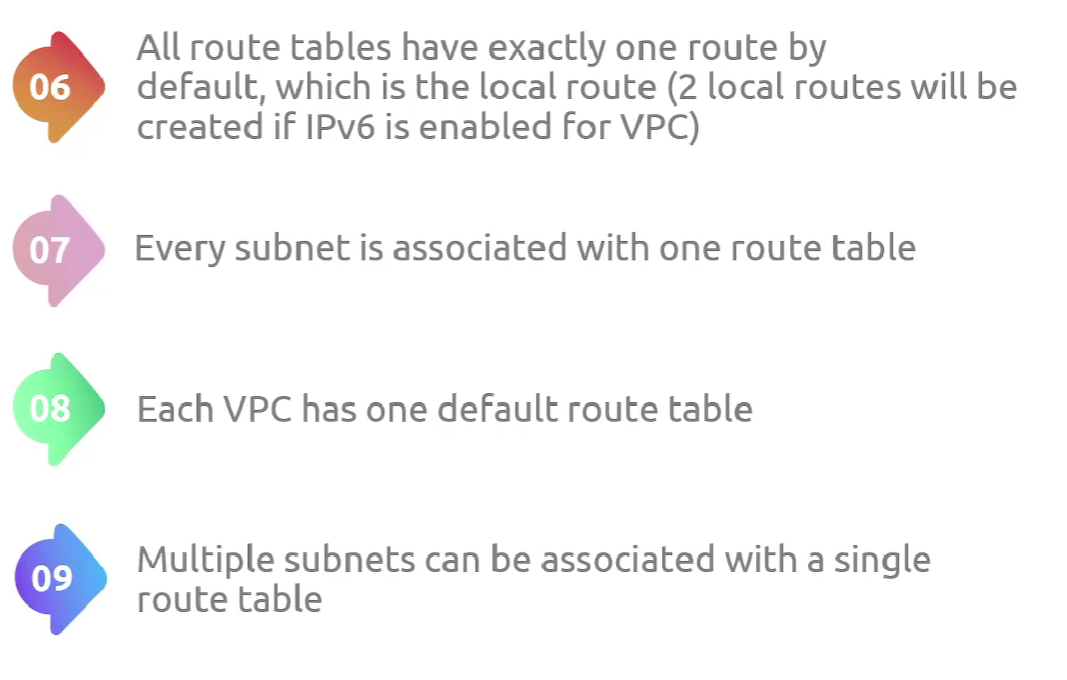 06
All route tables have exactly one route by
default, which is the local route (2 local routes will be
created if IPv6 is enabled for VPC)
07
Every subnet is associated with one route table
08
Each VPC has one default route table
09
Multiple subnets can be associated with a single
route table